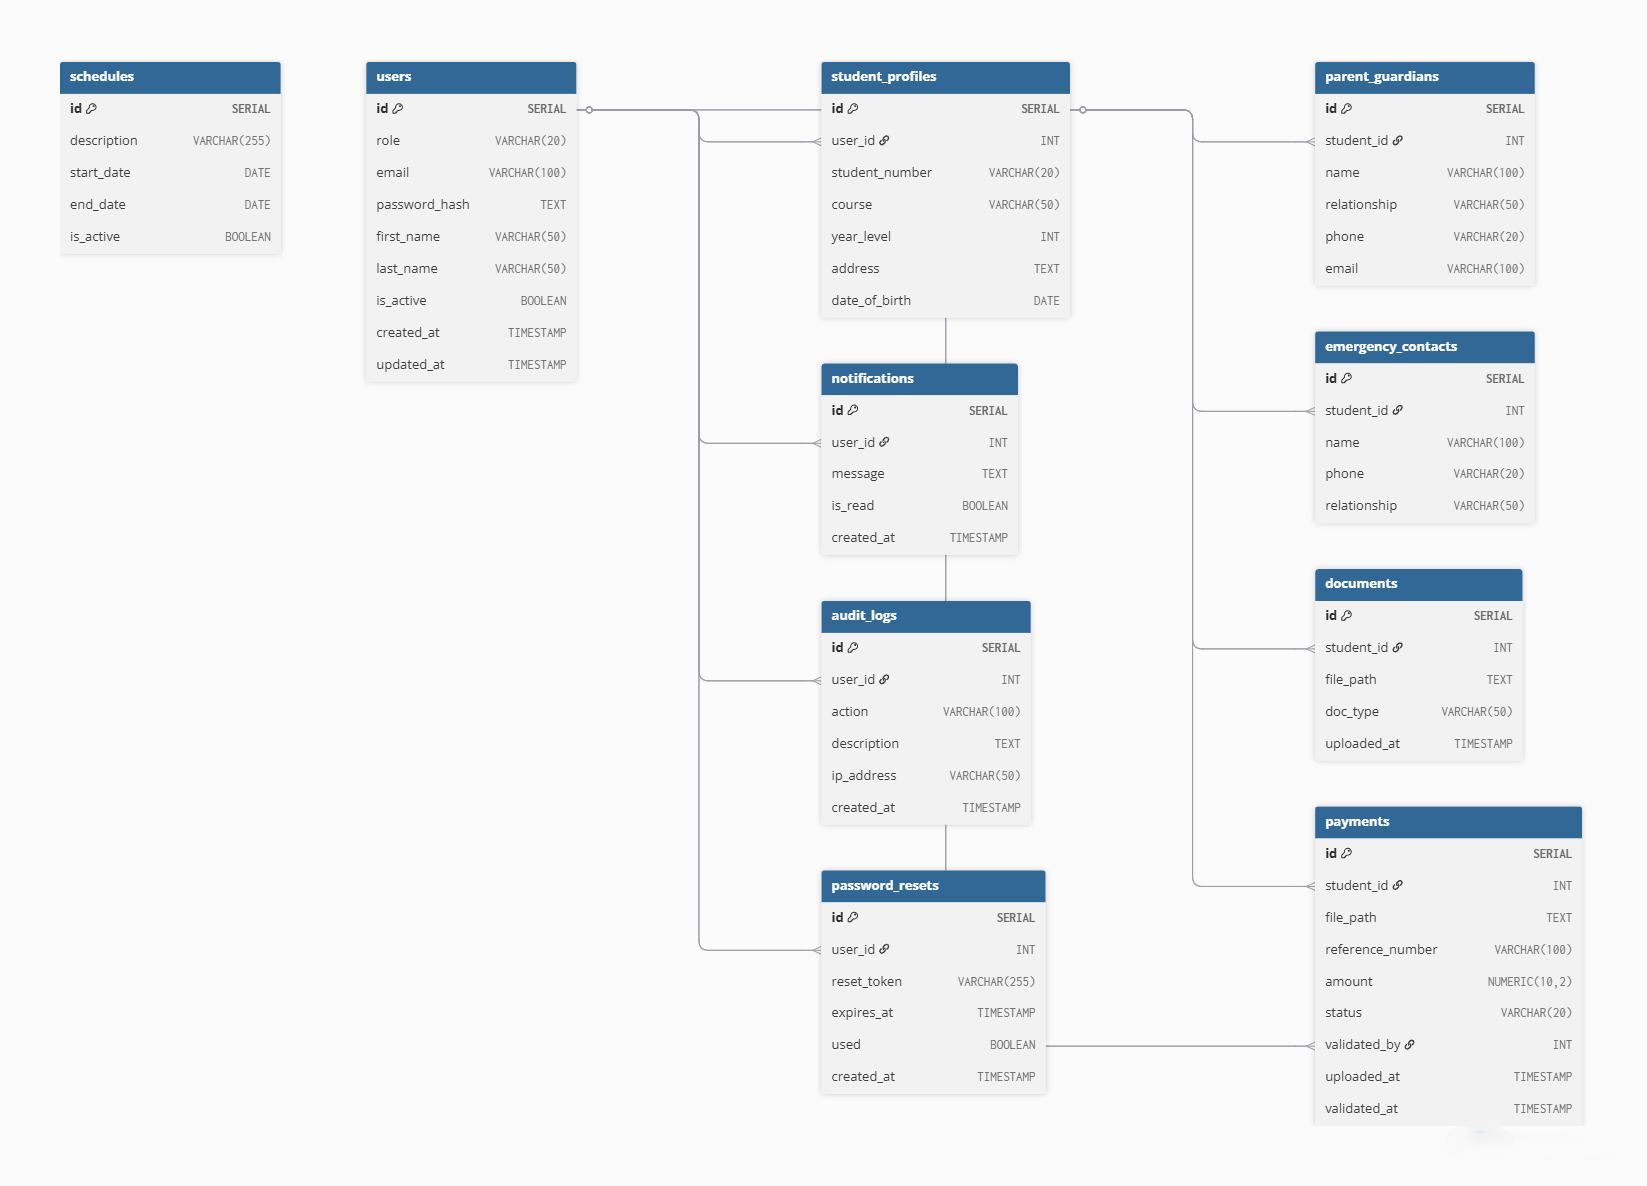 schedules
id SERIAL
description VARCHAR(255)
start_date DATE
end_date DATE
is_active BOOLEAN
users
id SERIAL
role VARCHAR(20)
email VARCHAR(100)
password_hash TEXT
first_name VARCHAR(50)
last_name VARCHAR(50)
is_active BOOLEAN
created_at TIMESTAMP
updated_at TIMESTAMP
student_profiles
id SERIAL
user_id INT
student_number VARCHAR(20)
course VARCHAR(50)
year_level INT
address TEXT
date_of_birth DATE
notifications
id SERIAL
user_id INT
message TEXT
is_read BOOLEAN
created_at TIMESTAMP
audit_logs
id SERIAL
user_id INT
action VARCHAR(100)
description TEXT
ip_address VARCHAR(50)
created_at TIMESTAMP
password_resets
id SERIAL
user_id INT
reset_token VARCHAR(255)
expires_at TIMESTAMP
used BOOLEAN
created_at TIMESTAMP
parent_guardians
id SERIAL
student_id INT
name VARCHAR(100)
relationship VARCHAR(50)
phone VARCHAR(20)
email VARCHAR(100)
emergency_contacts
id SERIAL
student_id INT
name VARCHAR(100)
phone VARCHAR(20)
relationship VARCHAR(50)
documents
id SERIAL
student_id INT
file_path TEXT
doc_type VARCHAR(50)
uploaded_at TIMESTAMP
payments
id SERIAL
student_id INT
file_path TEXT
reference_number VARCHAR(100)
amount NUMERIC(10,2)
status VARCHAR(20)
validated_by INT
uploaded_at TIMESTAMP
validated_at TIMESTAMP